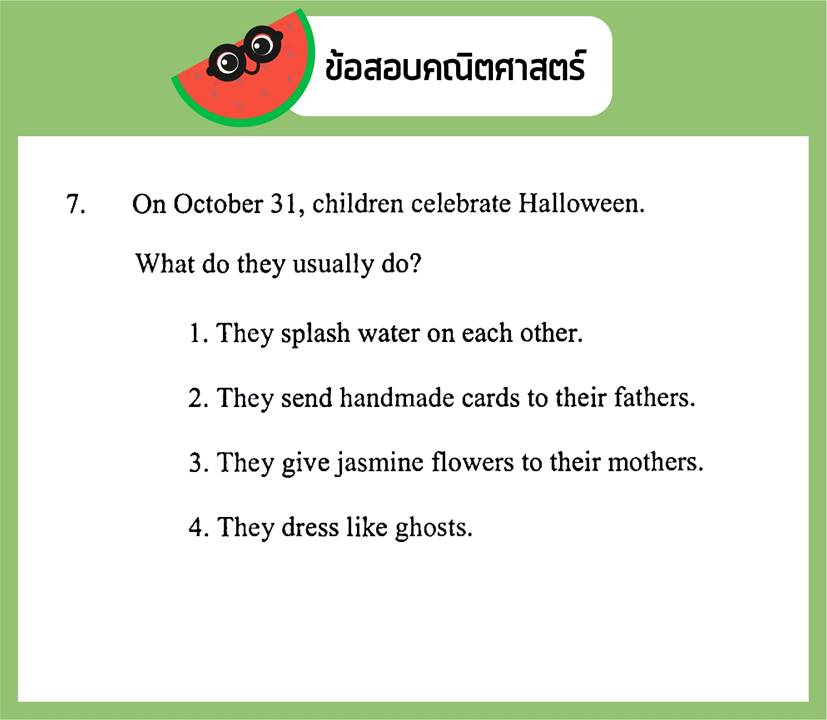 ข้อสอบคณิตศาสตร์
7. On October 31, children celebrate Halloween.
What do they usually do?
1. They splash water on each other.
2. They send handmade cards to their fathers.
3. They give jasmine flowers to their mothers.
4. They dress like ghosts.